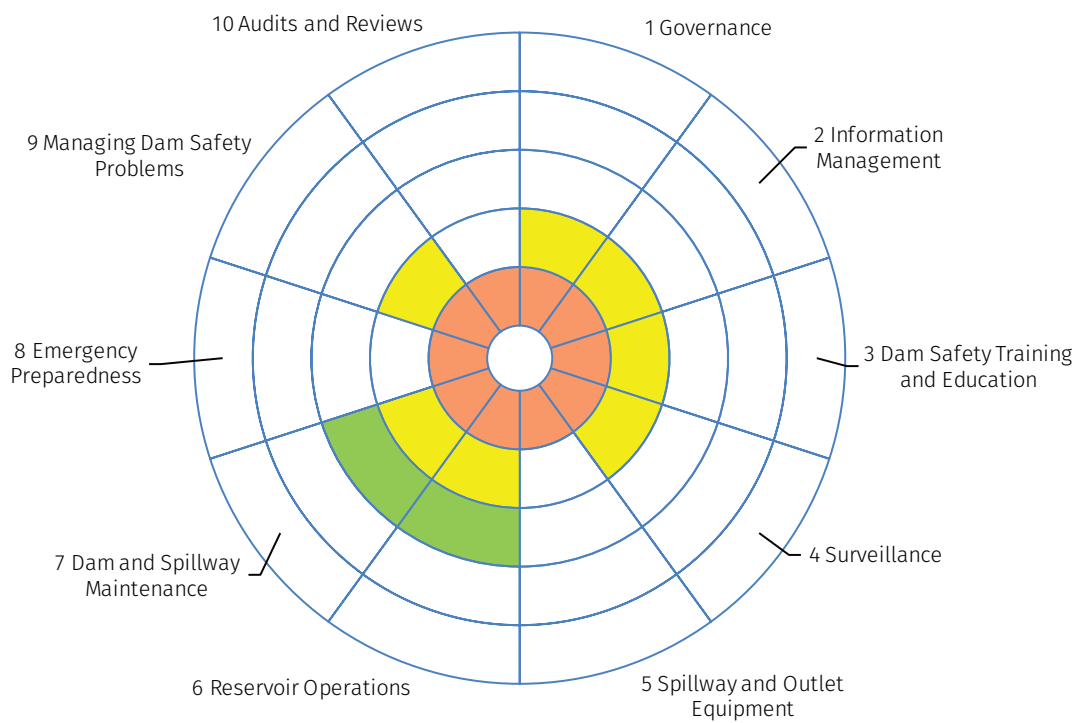 10 Audits and Reviews
1 Governance
2 Information
Management
3 Dam Safety Training
and Education
4 Surveillance
5 Spillway and Outlet
Equipment
6 Reservoir Operations
7 Dam and Spillway
Maintenance
8 Emergency
Preparedness
9 Managing Dam Safety
Problems